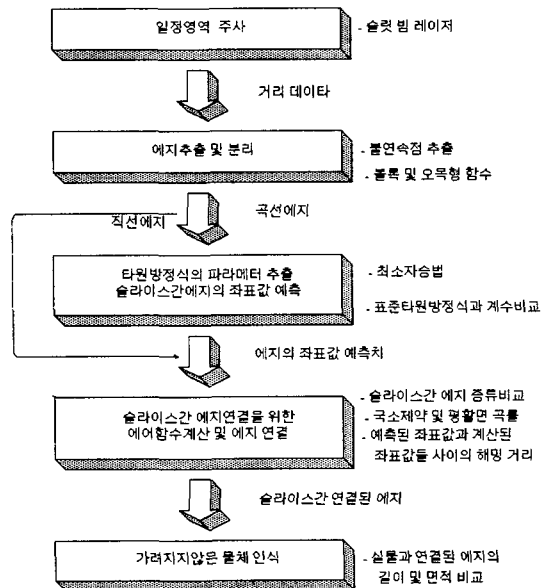 일정영역 주사
- 슬릿 빔 레이저
거리 데이타
에지추출 및 분리
- 불연속점 추출
- 볼록 및 오목형 함수
직선에지
곡선에지
타원방정식의 파라메터 추출
슬라이스간에지의 좌표값 예측
- 최소자승법
- 표준타원방정식과 계수비교
에지의 좌표값 예측치
슬라이스간 에지연결을 위한
에어함수계산 및 에지 연결
- 슬라이스간 에지 종류비교
- 국소제약 및 평활면 곡률
- 예측된 좌표값과 계산된
좌표값들 사이의 해밍 거리
슬라이스간 연결된 에지
가려지지않은 물체 인식
- 실물과 연결된 에지의
길이 및 면적 비교